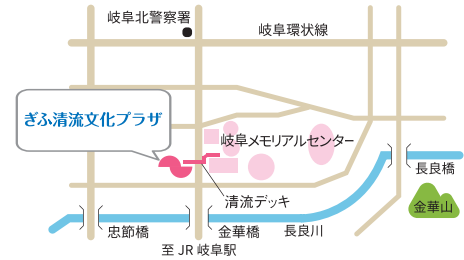 岐阜北警察署
岐阜環状線
ぎふ清流文化プラザ
岐阜メモリアルセンター
長良橋
清流デッキ
金華山
忠節橋
金華橋
長良川
至 JR 岐阜駅